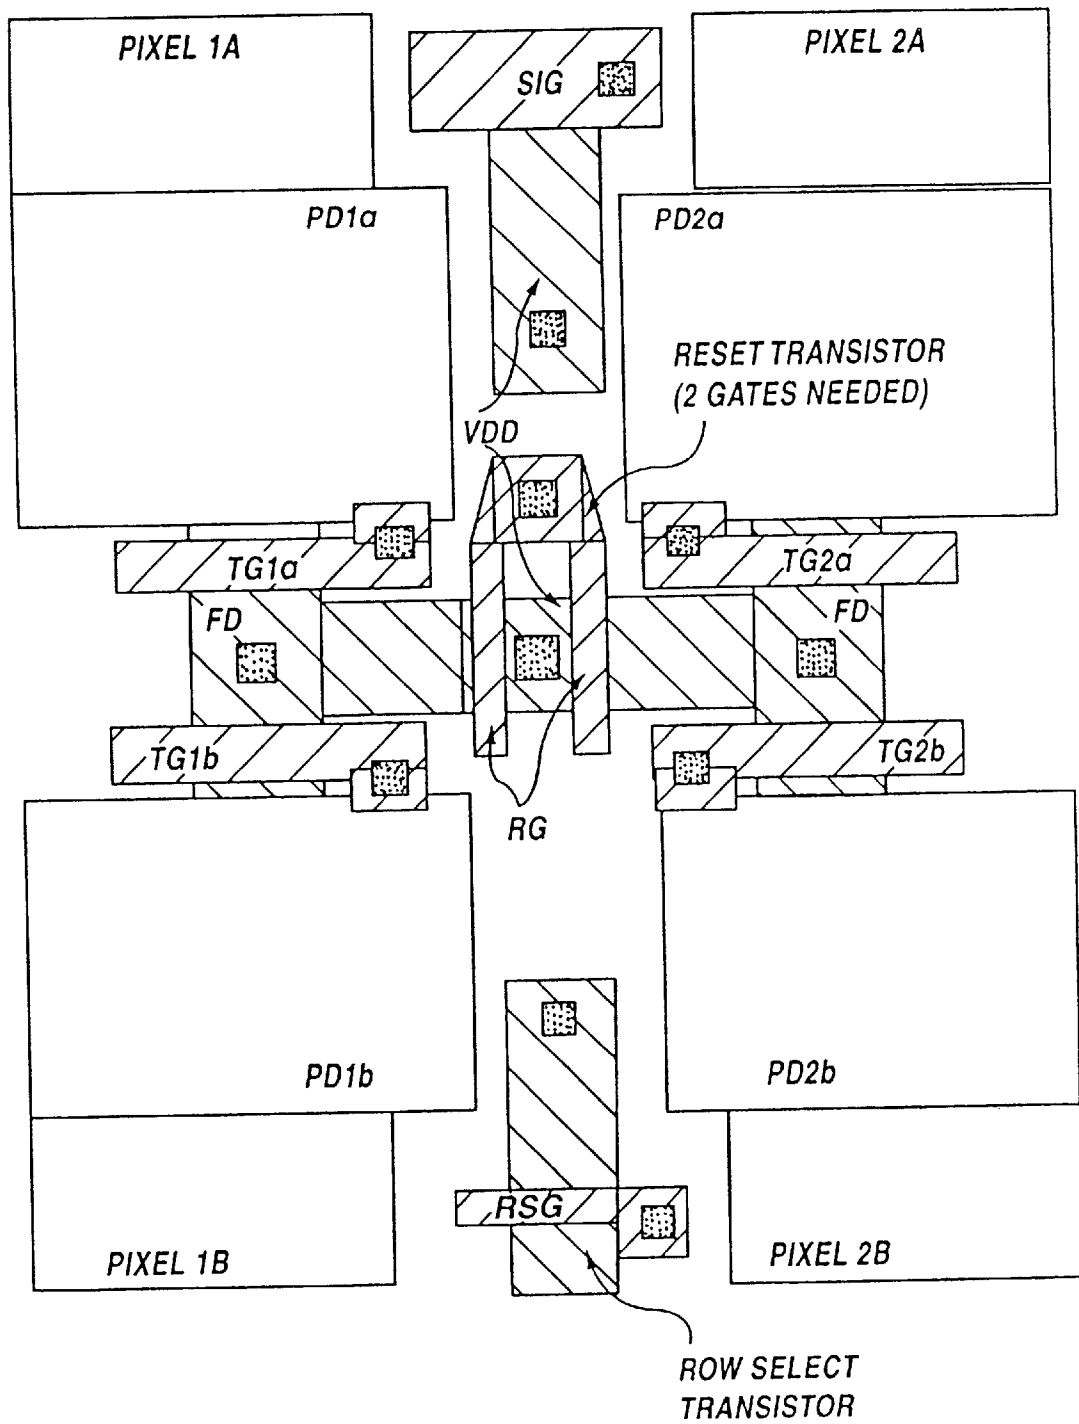 PIXEL 1A
PIXEL 2A
SIG
PD1a
PD2a
RESET TRANSISTOR
(2 GATES NEEDED)
VDD
TG1a
TG2a
FD
FD
TG1b
TG2b
RG
PD1b
PD2b
RSG
PIXEL 1B
PIXEL 2B
ROW SELECT
TRANSISTOR